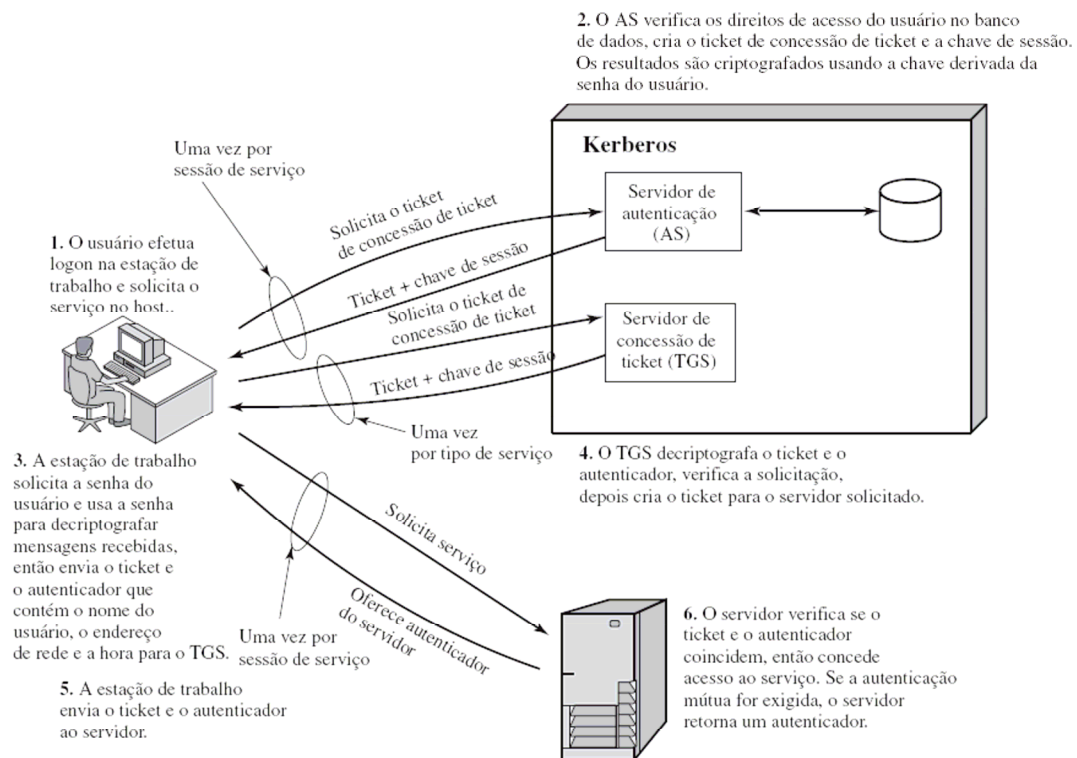 2. O AS verifica os direitos de acesso do usuário no banco
de dados, cria o ticket de concessão de ticket e a chave de sessão.
Os resultados são criptografados usando a chave derivada da
senha do usuário.
Kerberos
Uma vez por
sessão de serviço
Servidor de
autenticação
(AS)
Solicita o ticket
de concessão de ticket
1. O usuário efetua
logon na estação de
trabalho e solicita o
serviço no host..
Ticket + chave de sessão
Solicita o ticket de
concessão de ticket
Servidor de
concessão de
ticket (TGS)
Ticket + chave de sessão
Uma vez
por tipo de serviço
4. O TGS decriptografa o ticket e o
autenticador, verifica a solicitação,
depois cria o ticket para o servidor solicitado.
3. A estação de trabalho
solicita a senha do
usuário e usa a senha
para decriptografar
mensagens recebidas,
então envia o ticket e
o autenticador que
contém o nome do
usuário, o endereço
de rede e a hora para o TGS.
Solicita serviço
Oferece autenticador
do servidor
Uma vez por
sessão de serviço
5. A estação de trabalho
envia o ticket e o autenticador
ao servidor.
6. O servidor verifica se o
ticket e o autenticador
coincidem, então concede
acesso ao serviço. Se a autenticação
mútua for exigida, o servidor
retorna um autenticador.